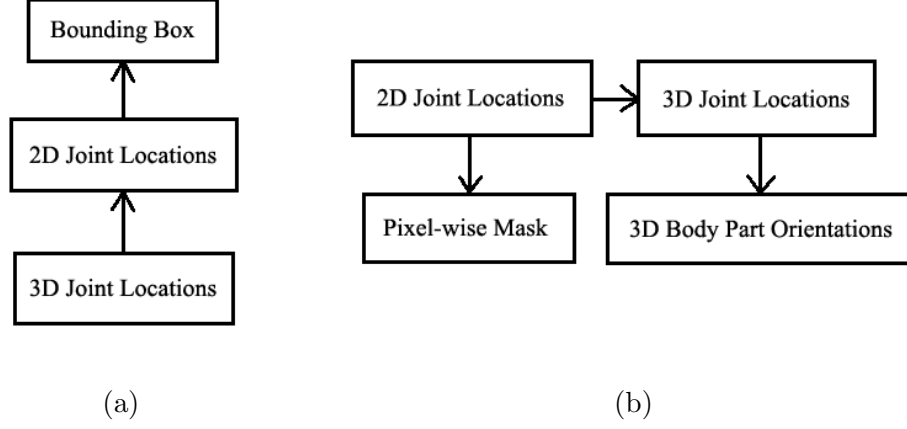 Bounding Box
2D Joint Locations
3D Joint Locations
(a)
2D Joint Locations
3D Joint Locations
Pixel-wise Mask
3D Body Part Orientations
(b)